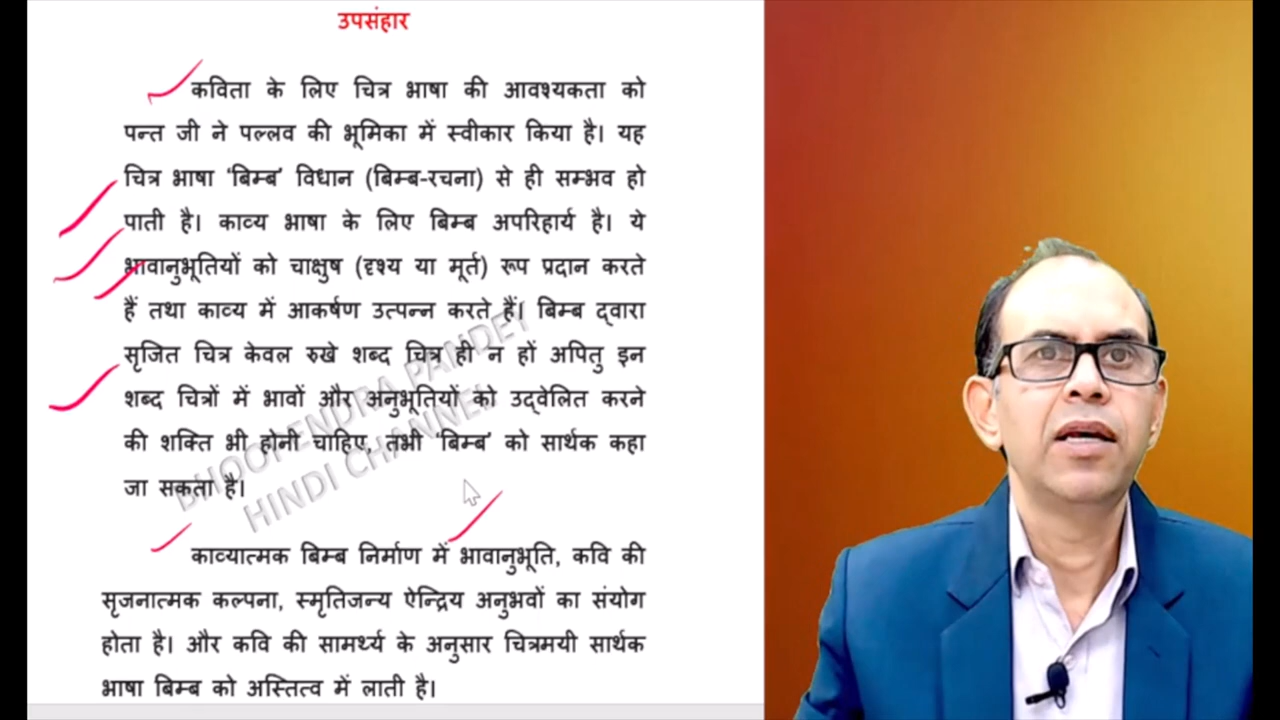 उपसंहार
कविता के लिए चित्र भाषा की आवश्यकता को
पन्त जी ने पल्लव की भूमिका में स्वीकार किया है। यह
चित्र भाषा ‘बिम्ब’ विधान (बिम्ब-रचना) से ही सम्भव हो
पाती है। काव्य भाषा के लिए बिम्ब अपरिहार्य है। ये
भावानुभूतियों को चाक्षुष (दृश्य या मूर्त) रूप प्रदान करते
हैं तथा काव्य में आकर्षण उत्पन्न करते हैं। बिम्ब द्वारा
सृजित चित्र केवल रुखे शब्द चित्र ही न हों अपितु इन
शब्द चित्रों में भावों और अनुभूतियों को उद्वेलित करने
की शक्ति भी होनी चाहिए, तभी ‘बिम्ब’ को सार्थक कहा
जा सकता है।
BHOOPENDRA PANDEY
HINDI CHANNEL
काव्यात्मक बिम्ब निर्माण में भावानुभूति, कवि की
सृजनात्मक कल्पना, स्मृतिजन्य ऐन्द्रिय अनुभवों का संयोग
होता है। और कवि की सामर्थ्य के अनुसार चित्रमयी सार्थक
भाषा बिम्ब को अस्तित्व में लाती है।